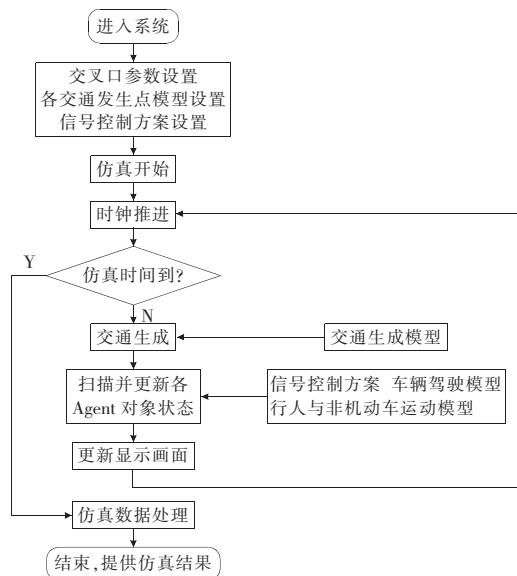 进入系统
交叉口参数设置
各交通发生点模型设置
信号控制方案设置
仿真开始
时钟推进
Y
仿真时间到?
N
交通生成
交通生成模型
扫描并更新各
Agent 对象状态
信号控制方案 车辆驾驶模型
行人与非机动车运动模型
更新显示画面
仿真数据处理
结束,提供仿真结果